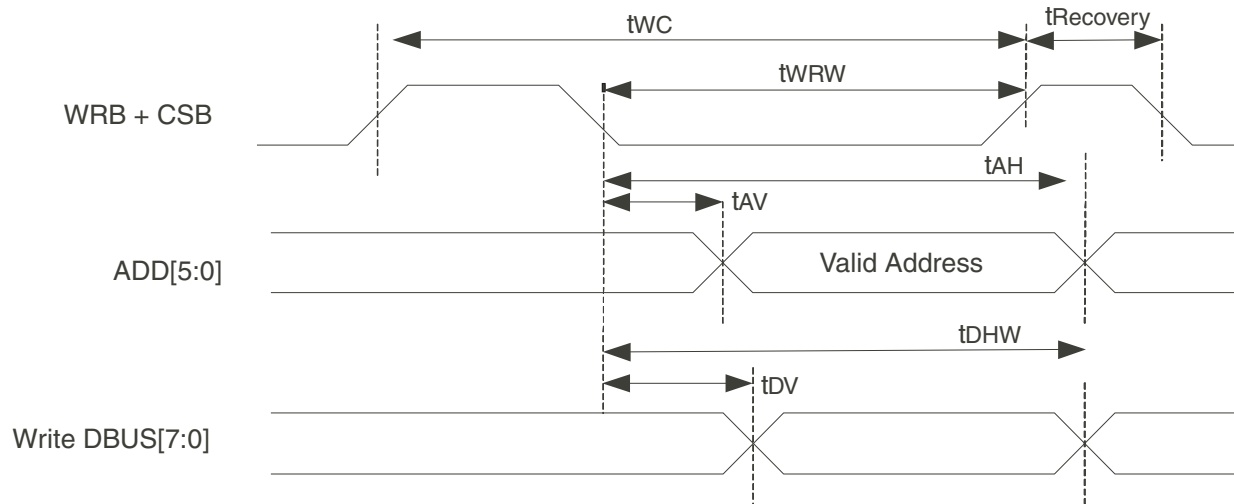 tWC
tRecovery
tWRW
WRB + CSB
tAH
tAV
ADD[5:0]
Valid Address
tDHW
tDV
Write DBUS[7:0]